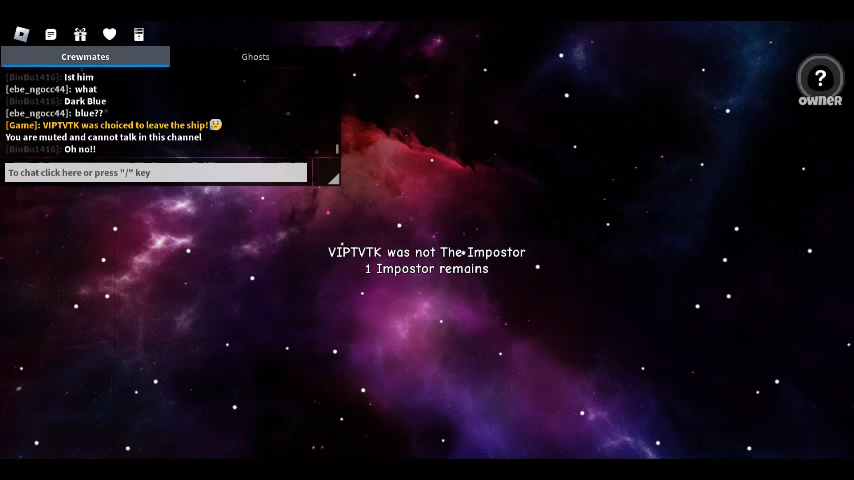 Crewmates
Ghosts
[BinBo1416]: Ist him
[ebe_ngocc44]: what
[BinBo1416]: Dark Blue
[ebe_ngocc44]: blue??
[Game]: VIPTVTK was choiced to leave the ship!😰
You are muted and cannot talk in this channel
[BinBo1416]: Oh no!!
To chat click here or press "/" key
?
OWNER
VIPTVTK was not The Impostor
1 Impostor remains